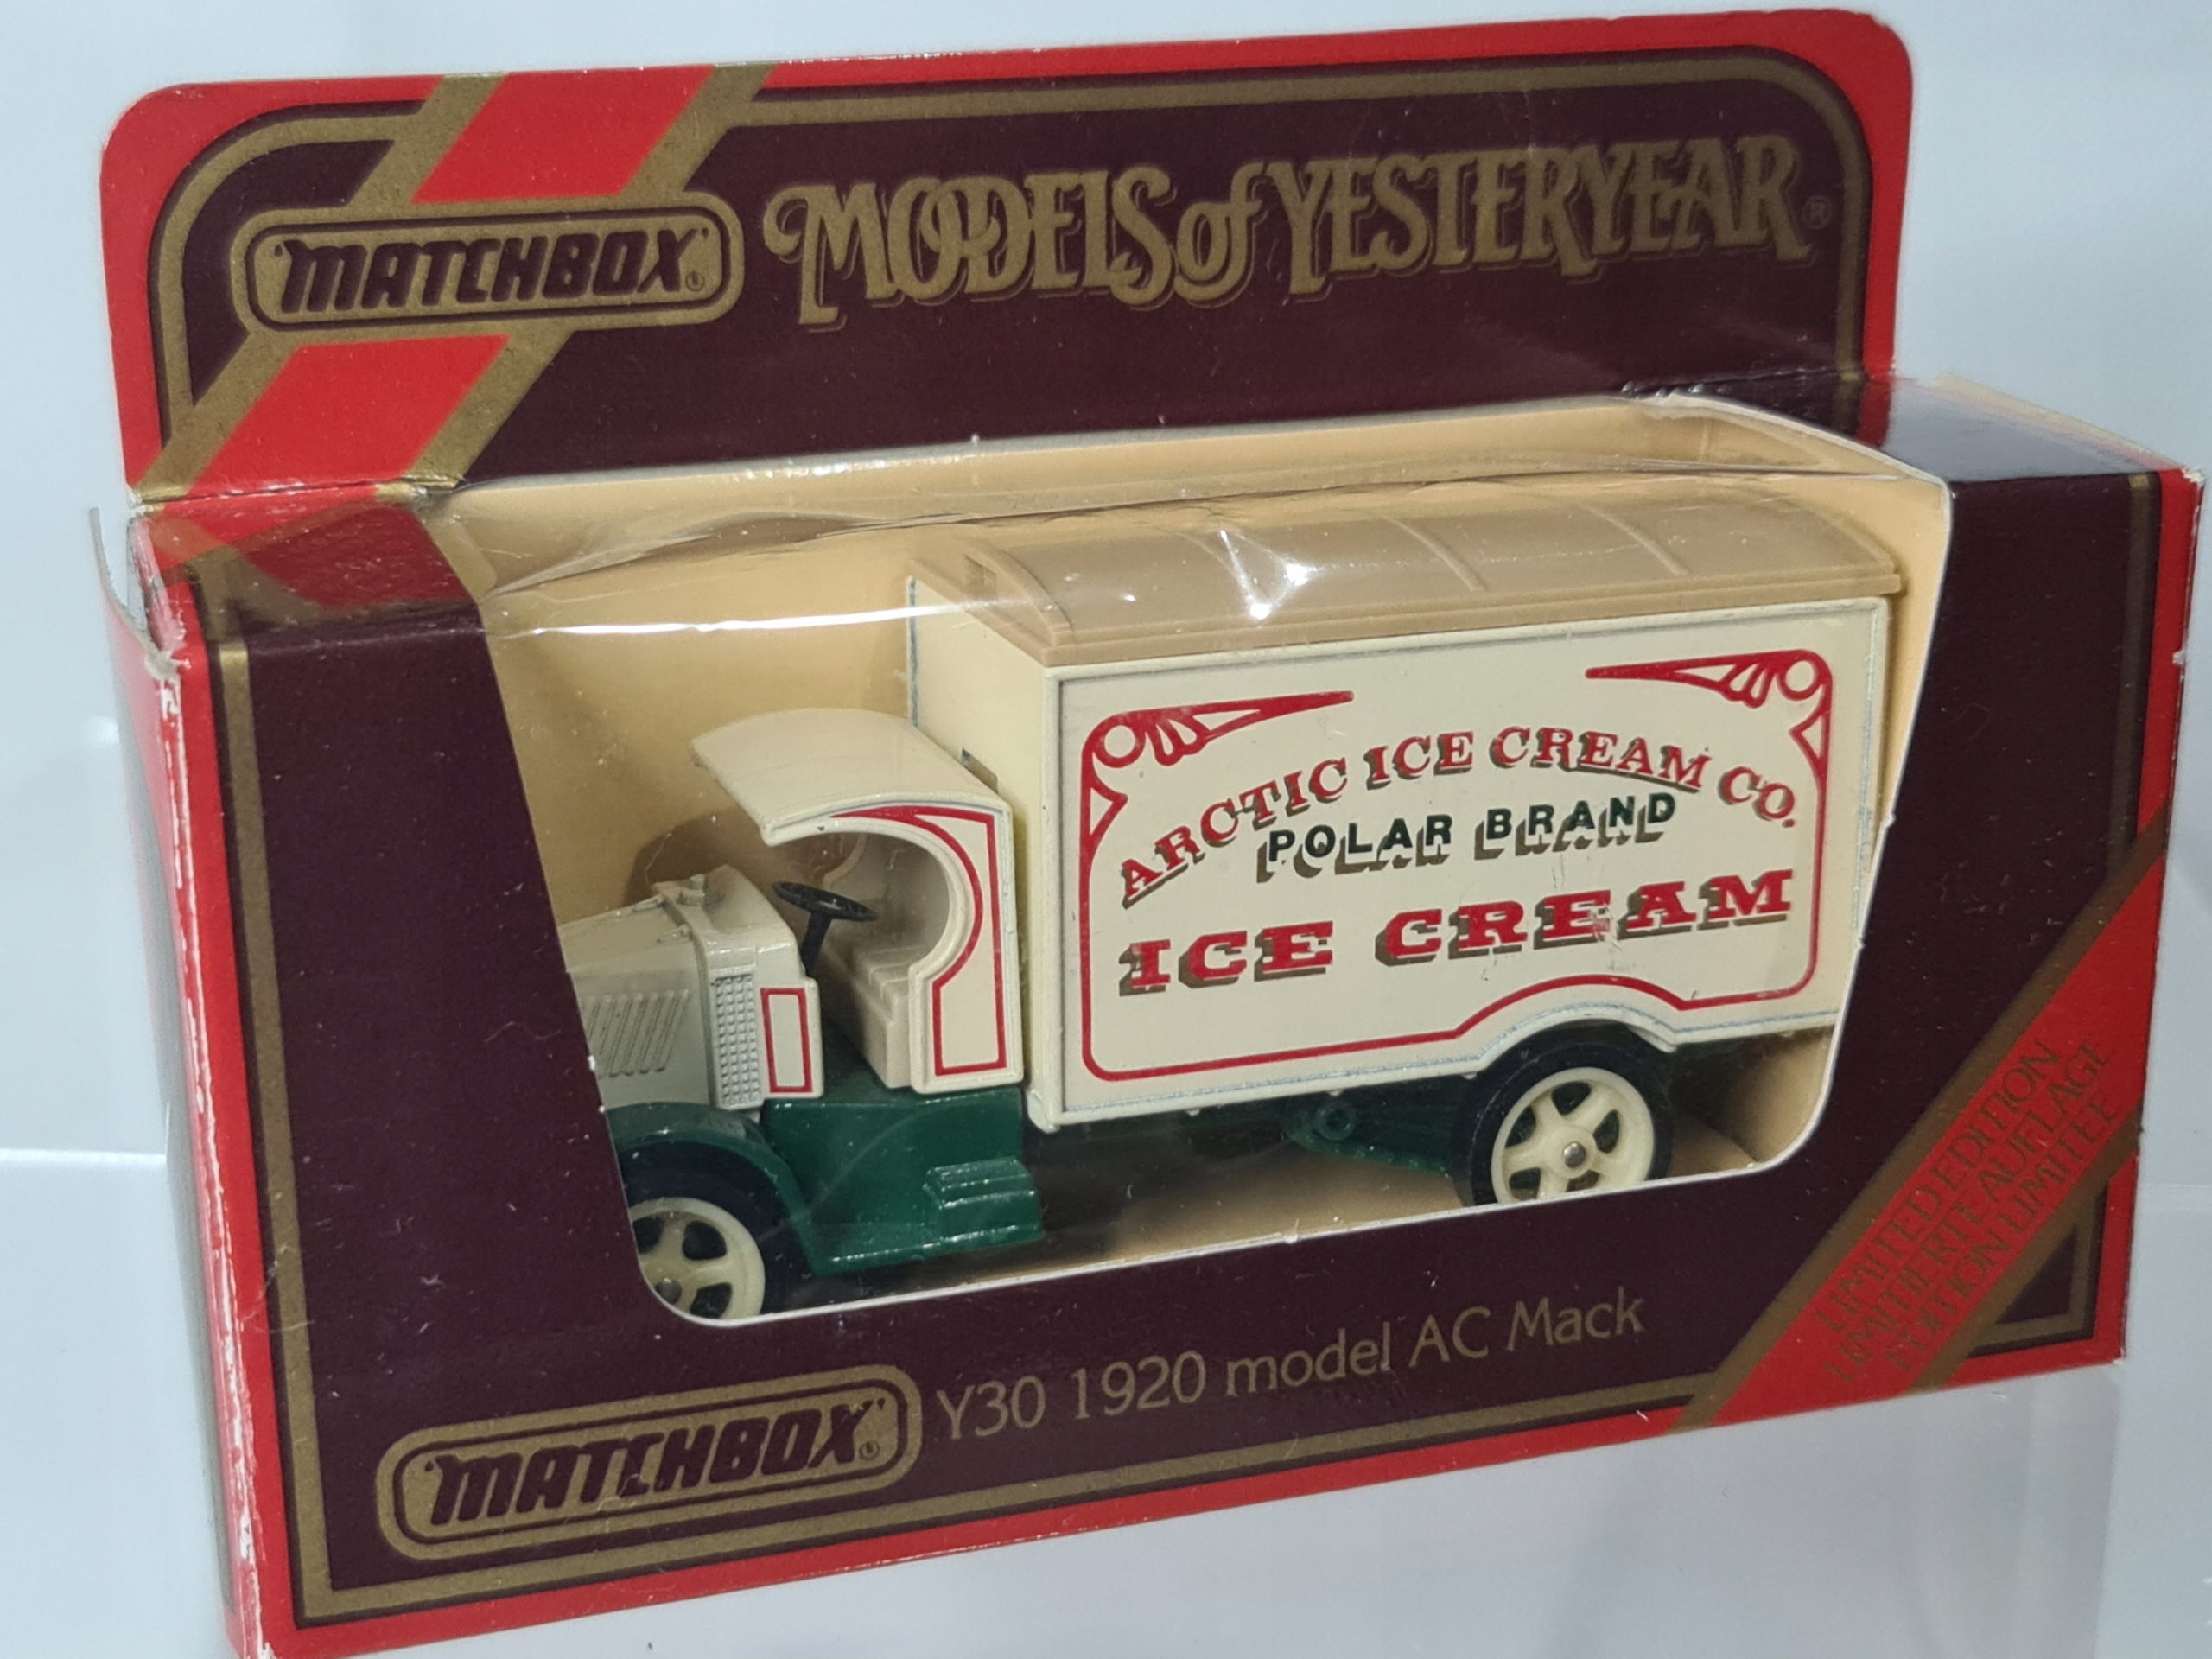 'MATCHBOX'®
MODELS of YESTERYEAR®
ARCTIC ICE CREAM CO.
POLAR BRAND
ICE CREAM
LIMITED EDITION
LIMITIERTE AUFLAGE
EDITION LIMITEE
'MATCHBOX'®
Y30 1920 model AC Mack